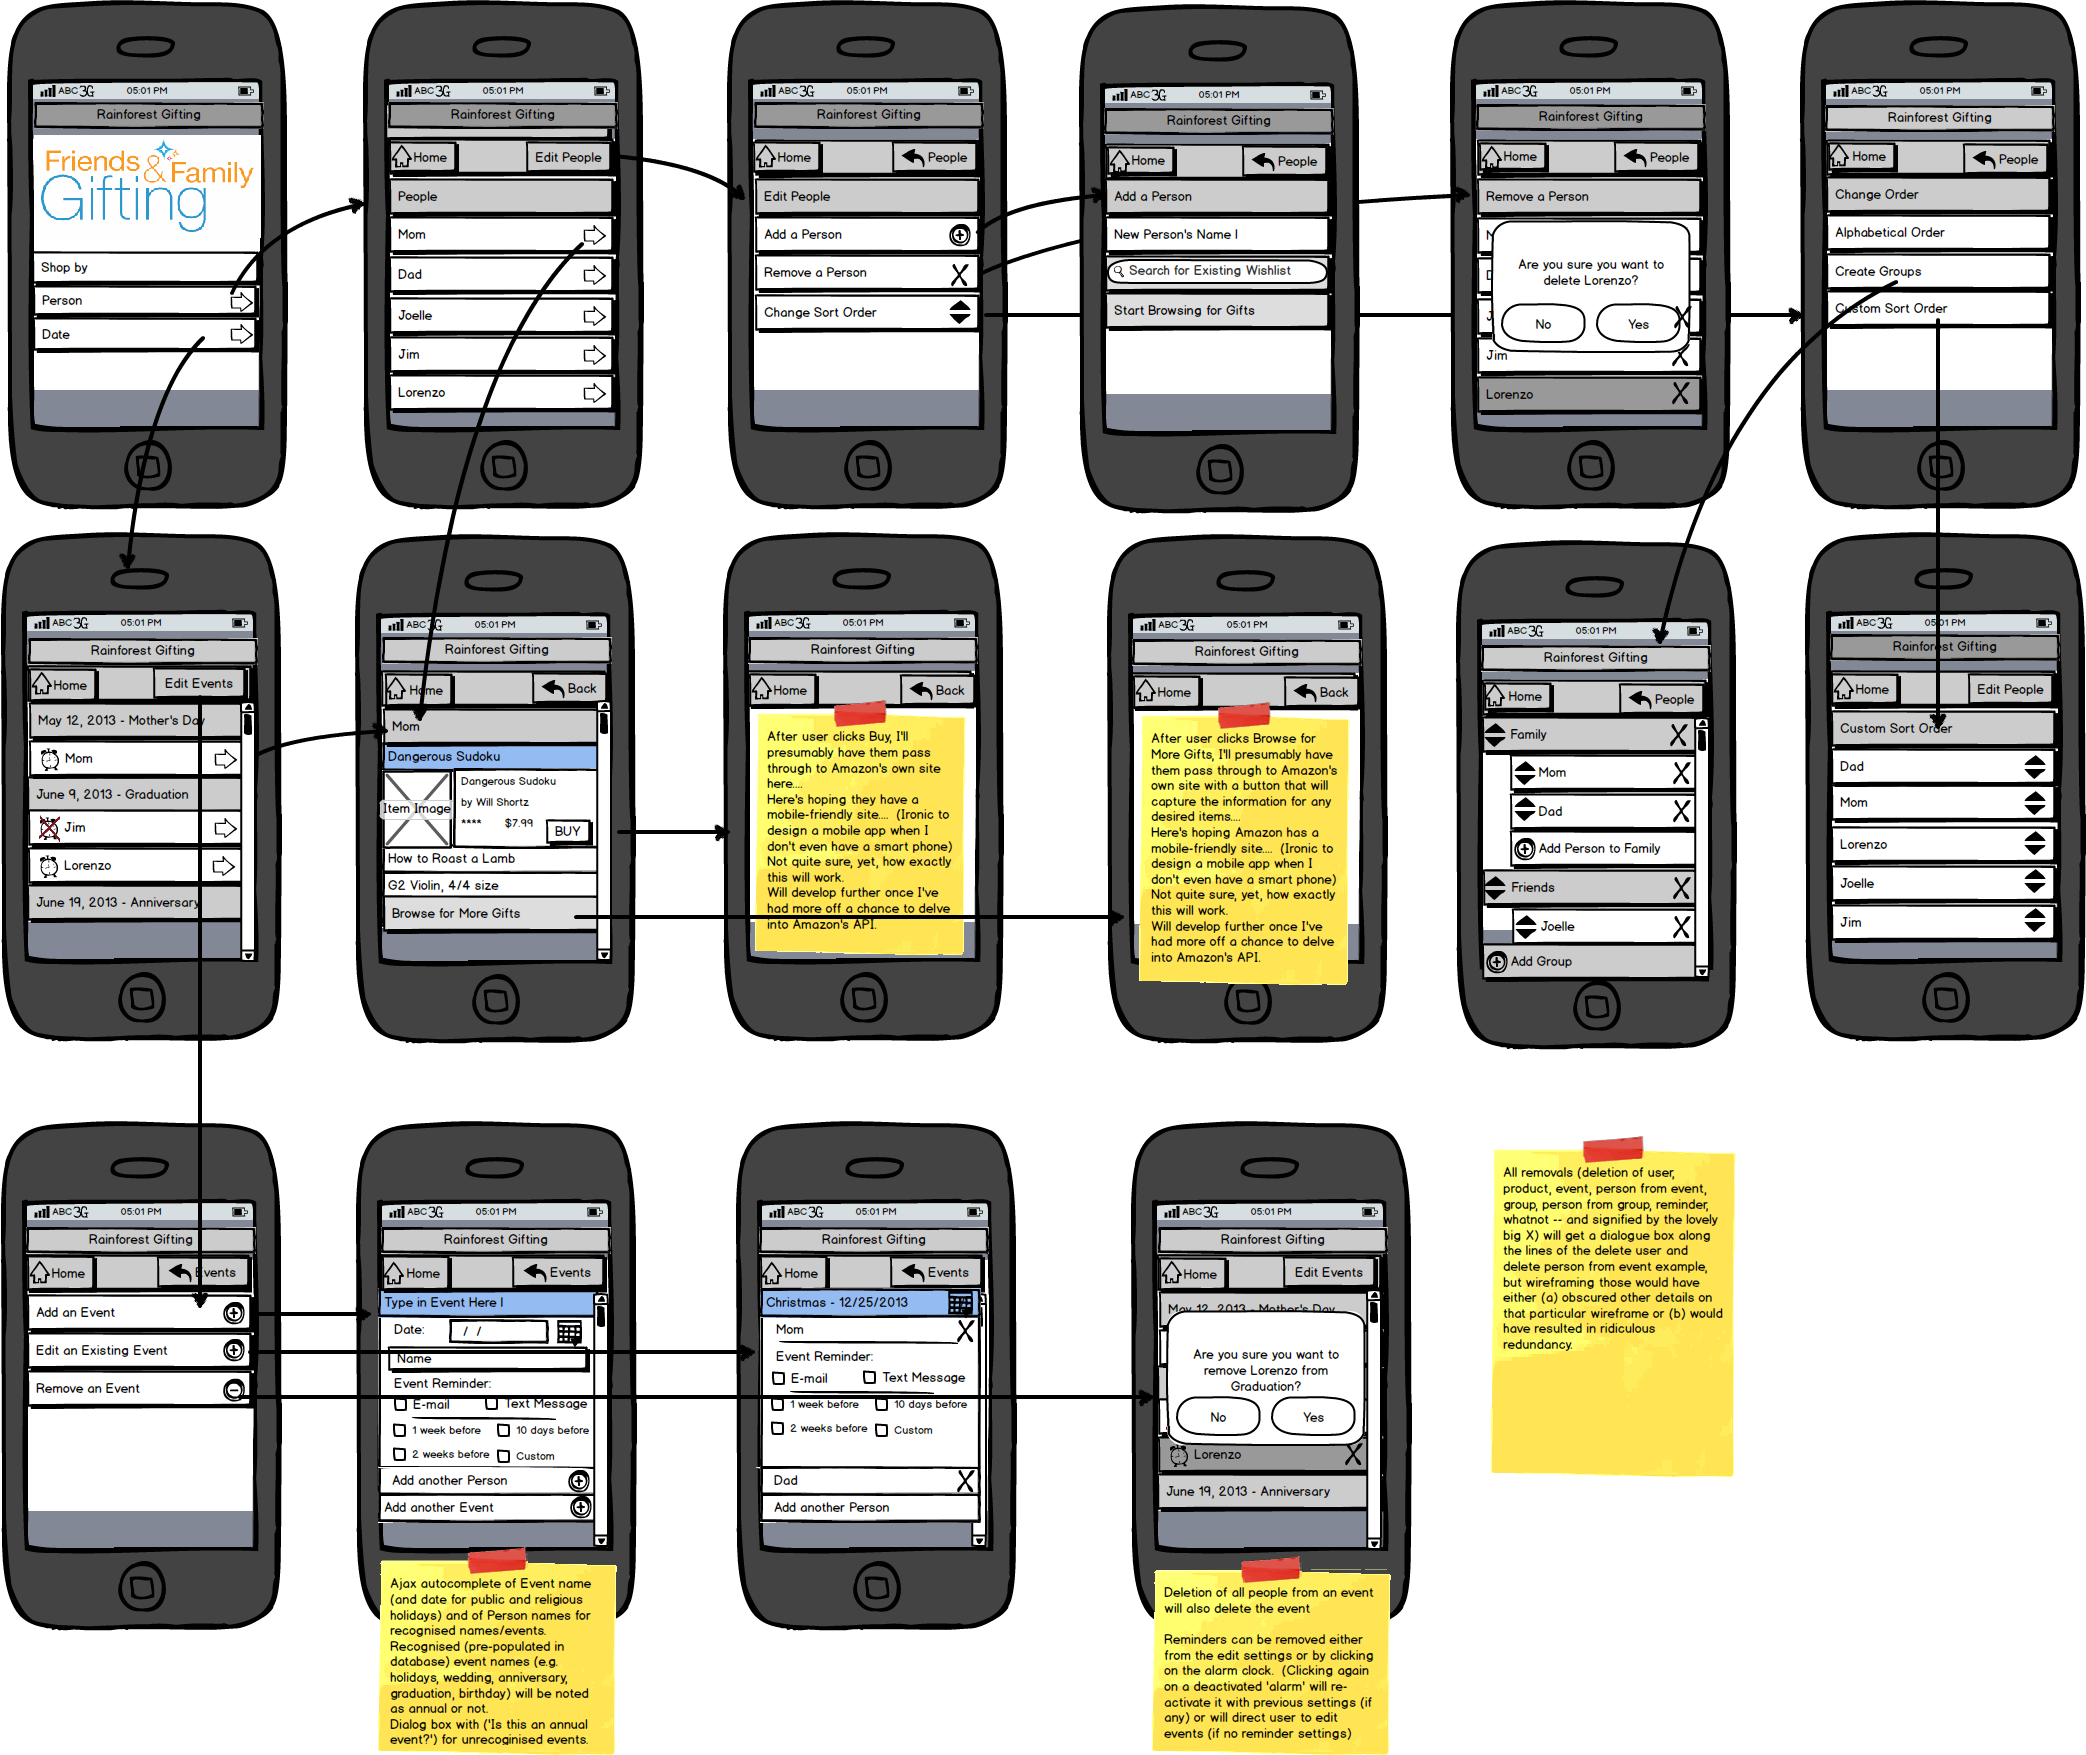 ABC 3G 05:01 PM
Rainforest Gifting
Friends & Family
Gifting
Shop by
Person
Date
ABC 3G 05:01 PM
Rainforest Gifting
Home Edit People
People
Mom
Dad
Joelle
Jim
Lorenzo
ABC 3G 05:01 PM
Rainforest Gifting
Home People
Edit People
Add a Person
Remove a Person
Change Sort Order
ABC 3G 05:01 PM
Rainforest Gifting
Home People
Add a Person
New Person's Name I
Search for Existing Wishlist
Start Browsing for Gifts
ABC 3G 05:01 PM
Rainforest Gifting
Home People
Remove a Person
Are you sure you want to
delete Lorenzo?
No Yes
Jim
Lorenzo
ABC 3G 05:01 PM
Rainforest Gifting
Home People
Change Order
Alphabetical Order
Create Groups
Custom Sort Order
ABC 3G 05:01 PM
Rainforest Gifting
Home Edit Events
May 12, 2013 - Mother's Day
Mom
June 9, 2013 - Graduation
Jim
Lorenzo
June 19, 2013 - Anniversary
ABC 3G 05:01 PM
Rainforest Gifting
Home Back
Mom
Dangerous Sudoku
Item Image
Dangerous Sudoku
by Will Shortz
**** $7.99 BUY
How to Roast a Lamb
G2 Violin, 4/4 size
Browse for More Gifts
ABC 3G 05:01 PM
Rainforest Gifting
Home Back
After user clicks Buy, I'll
presumably have them pass
through to Amazon's own site
here....
Here's hoping they have a
mobile-friendly site.... (Ironic to
design a mobile app when I
don't even have a smart phone)
Not quite sure, yet, how exactly
this will work.
Will develop further once I've
had more off a chance to delve
into Amazon's API.
ABC 3G 05:01 PM
Rainforest Gifting
Home Back
After user clicks Browse for
More Gifts, I'll presumably have
them pass through to Amazon's
own site with a button that will
capture the information for any
desired items....
Here's hoping Amazon has a
mobile-friendly site.... (Ironic to
design a mobile app when I
don't even have a smart phone)
Not quite sure, yet, how exactly
this will work.
Will develop further once I've
had more off a chance to delve
into Amazon's API.
ABC 3G 05:01 PM
Rainforest Gifting
Home People
Family
Mom
Dad
Add Person to Family
Friends
Joelle
Add Group
ABC 3G 05:01 PM
Rainforest Gifting
Home Edit People
Custom Sort Order
Dad
Mom
Lorenzo
Joelle
Jim
ABC 3G 05:01 PM
Rainforest Gifting
Home Events
Add an Event
Edit an Existing Event
Remove an Event
ABC 3G 05:01 PM
Rainforest Gifting
Home Events
Type in Event Here I
Date: / /
Name
Event Reminder:
E-mail Text Message
1 week before 10 days before
2 weeks before Custom
Add another Person
Add another Event
Ajax autocomplete of Event name
(and date for public and religious
holidays) and of Person names for
recognised names/events.
Recognised (pre-populated in
database) event names (e.g.
holidays, wedding, anniversary,
graduation, birthday) will be noted
as annual or not.
Dialog box with ('Is this an annual
event?') for unrecoginised events.
ABC 3G 05:01 PM
Rainforest Gifting
Home Events
Christmas - 12/25/2013
Mom
Event Reminder:
E-mail Text Message
1 week before 10 days before
2 weeks before Custom
Dad
Add another Person
ABC 3G 05:01 PM
Rainforest Gifting
Home Edit Events
May 12, 2013 - Mother's Day
Are you sure you want to
remove Lorenzo from
Graduation?
No Yes
Lorenzo
June 19, 2013 - Anniversary
Deletion of all people from an event
will also delete the event
Reminders can be removed either
from the edit settings or by clicking
on the alarm clock. (Clicking again
on a deactivated 'alarm' will re-
activate it with previous settings (if
any) or will direct user to edit
events (if no reminder settings)
All removals (deletion of user,
product, event, person from event,
group, person from group, reminder,
whatnot -- and signified by the lovely
big X) will get a dialogue box along
the lines of the delete user and
delete person from event example,
but wireframing those would have
either (a) obscured other details on
that particular wireframe or (b) would
have resulted in ridiculous
redundancy.